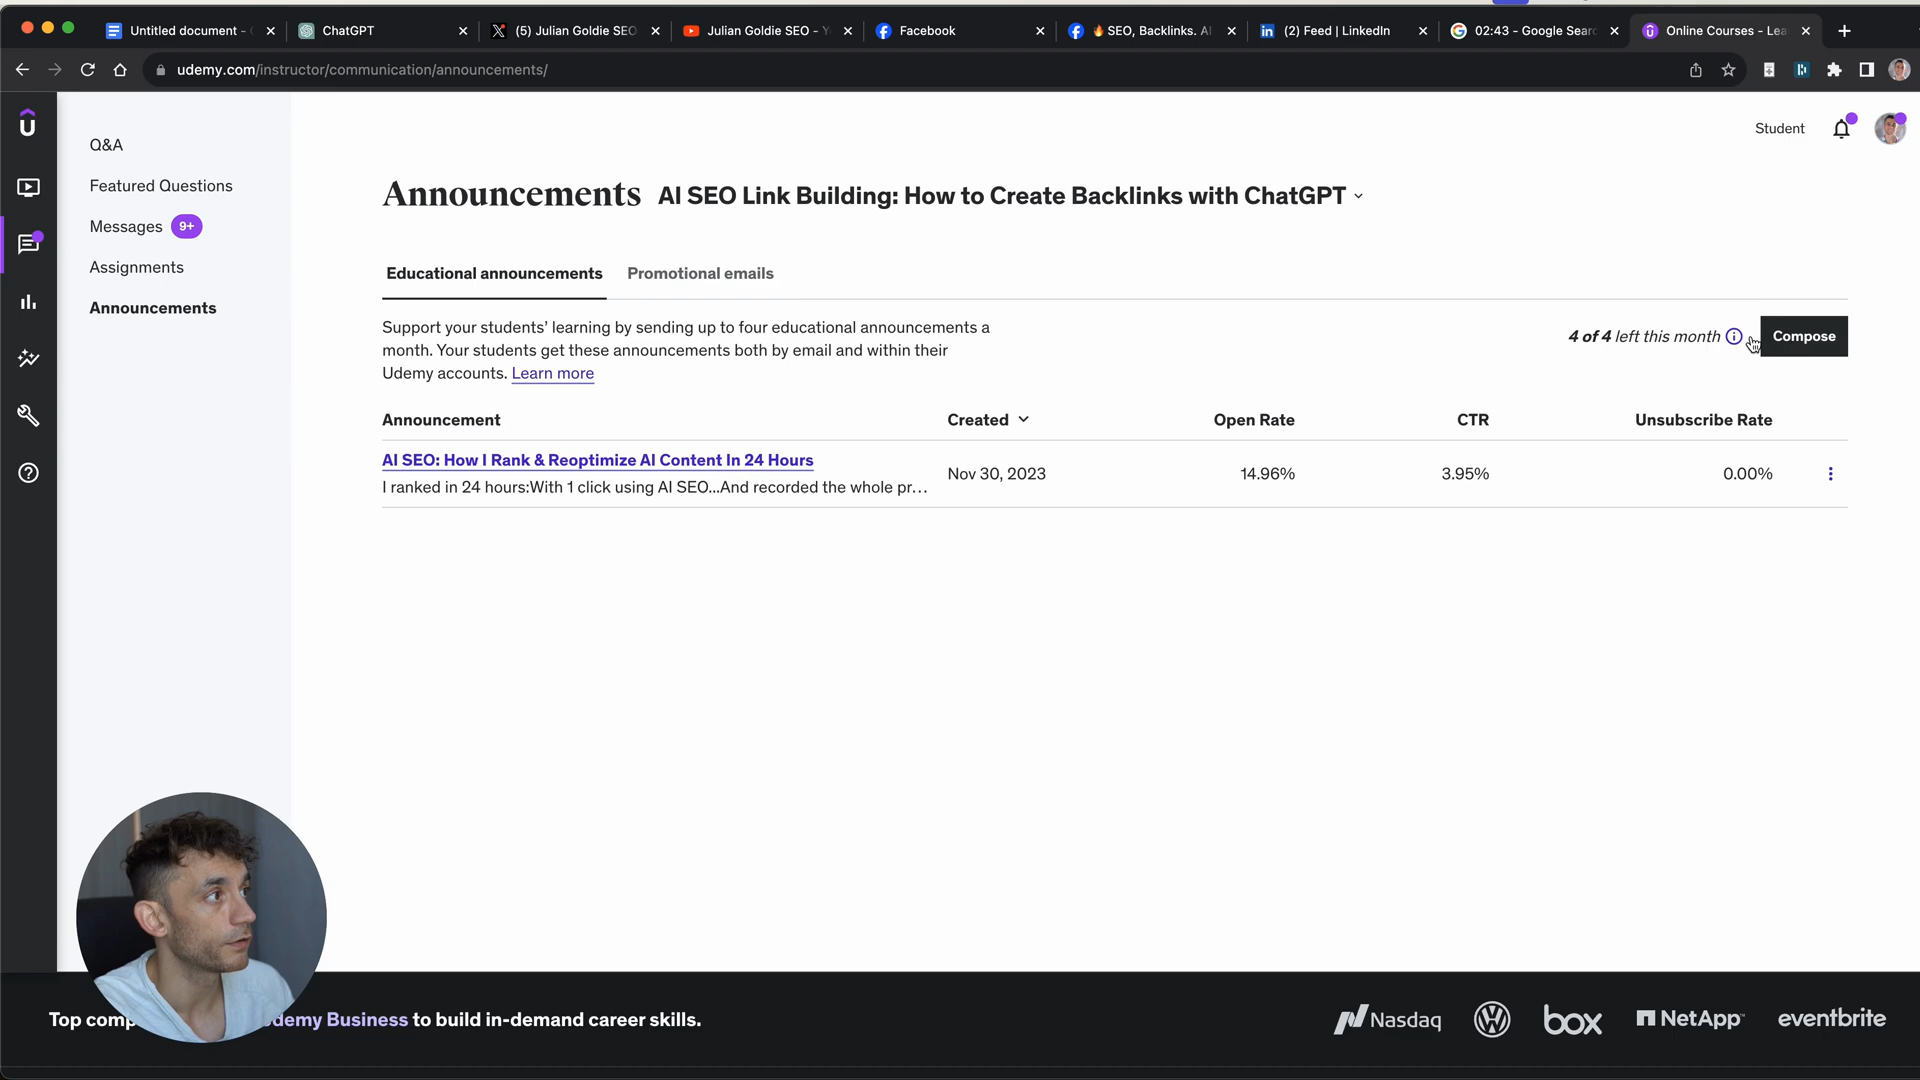 Untitled document -
ChatGPT
(5) Julian Goldie SEO
Julian Goldie SEO - Y
Facebook
SEO, Backlinks. AI
(2) Feed | LinkedIn
02:43 - Google Sear
Online Courses - Lea
udemy.com/instructor/communication/announcements/
Student
Q&A
Featured Questions
Messages 9+
Assignments
Announcements
Announcements AI SEO Link Building: How to Create Backlinks with ChatGPT
Educational announcements Promotional emails
Support your students' learning by sending up to four educational announcements a
month. Your students get these announcements both by email and within their
Udemy accounts. Learn more
4 of 4 left this month
Compose
Announcement Created Open Rate CTR Unsubscribe Rate
AI SEO: How I Rank & Reoptimize AI Content In 24 Hours
I ranked in 24 hours:With 1 click using AI SEO...And recorded the whole pr...
Nov 30, 2023 14.96% 3.95% 0.00%
Top comp
demy Business to build in-demand career skills.
Nasdaq
box
NetApp
eventbrite